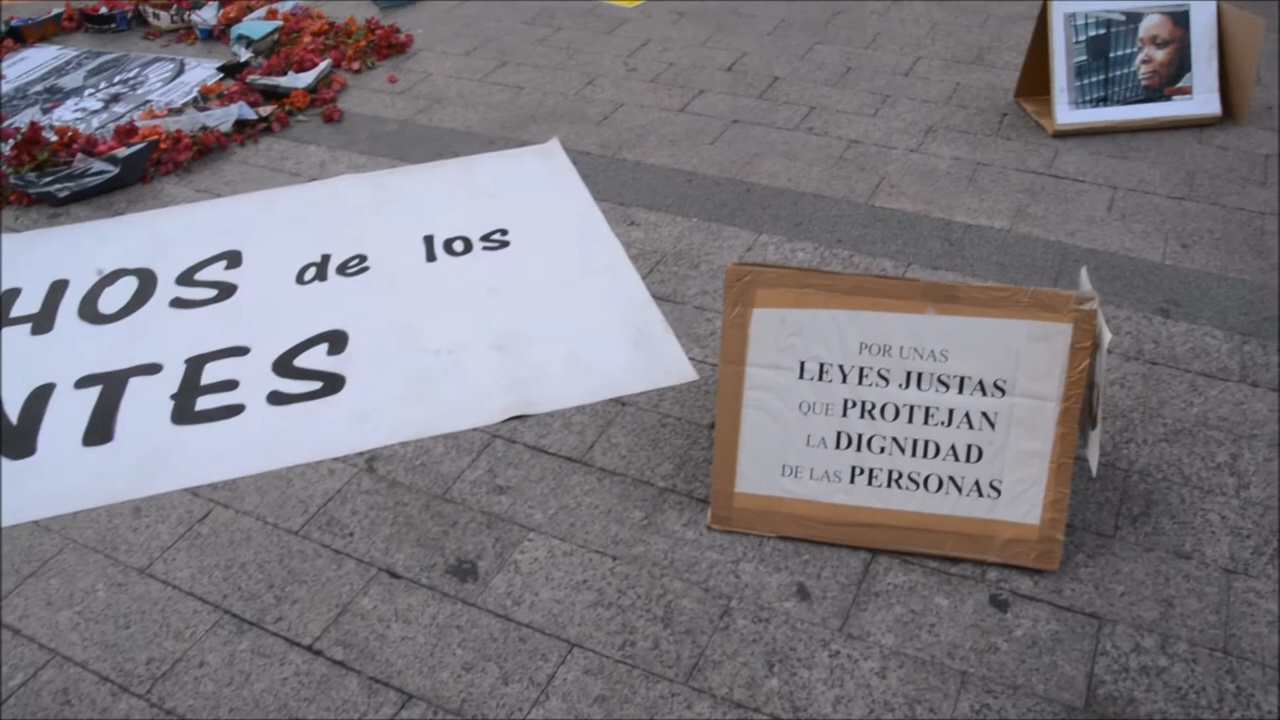 HOS de los
NTES
POR UNAS
LEYES JUSTAS
QUE PROTEJAN
LA DIGNIDAD
DE LAS PERSONAS